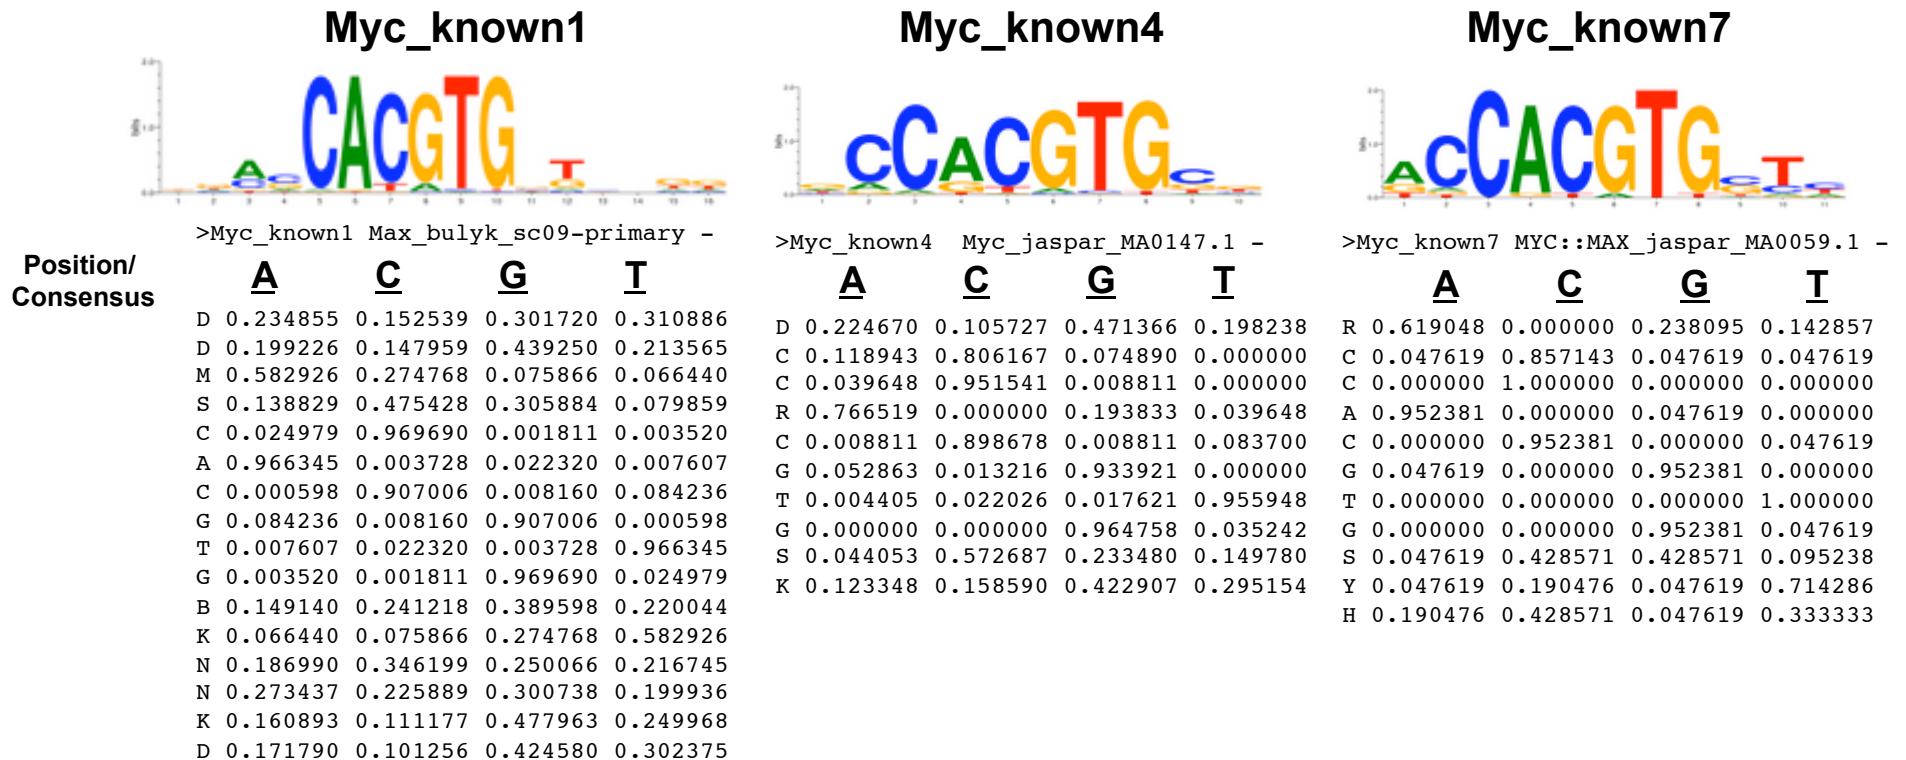 Myc_known1
Myc_known4
Myc_known7
>Myc_known1 Max_bulyk_sc09-primary -
>Myc_known4 Myc_jaspar_MA0147.1 -
>Myc_known7 MYC::MAX_jaspar_MA0059.1 -
Position/
Consensus
A C G T
D 0.234855 0.152539 0.301720 0.310886
D 0.199226 0.147959 0.439250 0.213565
M 0.582926 0.274768 0.075866 0.066440
S 0.138829 0.475428 0.305884 0.079859
C 0.024979 0.969690 0.001811 0.003520
A 0.966345 0.003728 0.022320 0.007607
C 0.000598 0.907006 0.008160 0.084236
G 0.084236 0.008160 0.907006 0.000598
T 0.007607 0.022320 0.003728 0.966345
G 0.003520 0.001811 0.969690 0.024979
B 0.149140 0.241218 0.389598 0.220044
K 0.066440 0.075866 0.274768 0.582926
N 0.186990 0.346199 0.250066 0.216745
N 0.273437 0.225889 0.300738 0.199936
K 0.160893 0.111177 0.477963 0.249968
D 0.171790 0.101256 0.424580 0.302375
A C G T
D 0.224670 0.105727 0.471366 0.198238
C 0.118943 0.806167 0.074890 0.000000
C 0.039648 0.951541 0.008811 0.000000
R 0.766519 0.000000 0.193833 0.039648
C 0.008811 0.898678 0.008811 0.083700
G 0.052863 0.013216 0.933921 0.000000
T 0.004405 0.022026 0.017621 0.955948
G 0.000000 0.000000 0.964758 0.035242
S 0.044053 0.572687 0.233480 0.149780
K 0.123348 0.158590 0.422907 0.295154
A C G T
R 0.619048 0.000000 0.238095 0.142857
C 0.047619 0.857143 0.047619 0.047619
C 0.000000 1.000000 0.000000 0.000000
A 0.952381 0.000000 0.047619 0.000000
C 0.000000 0.952381 0.000000 0.047619
G 0.047619 0.000000 0.952381 0.000000
T 0.000000 0.000000 0.000000 1.000000
G 0.000000 0.000000 0.952381 0.047619
S 0.047619 0.428571 0.428571 0.095238
Y 0.047619 0.190476 0.047619 0.714286
H 0.190476 0.428571 0.047619 0.333333